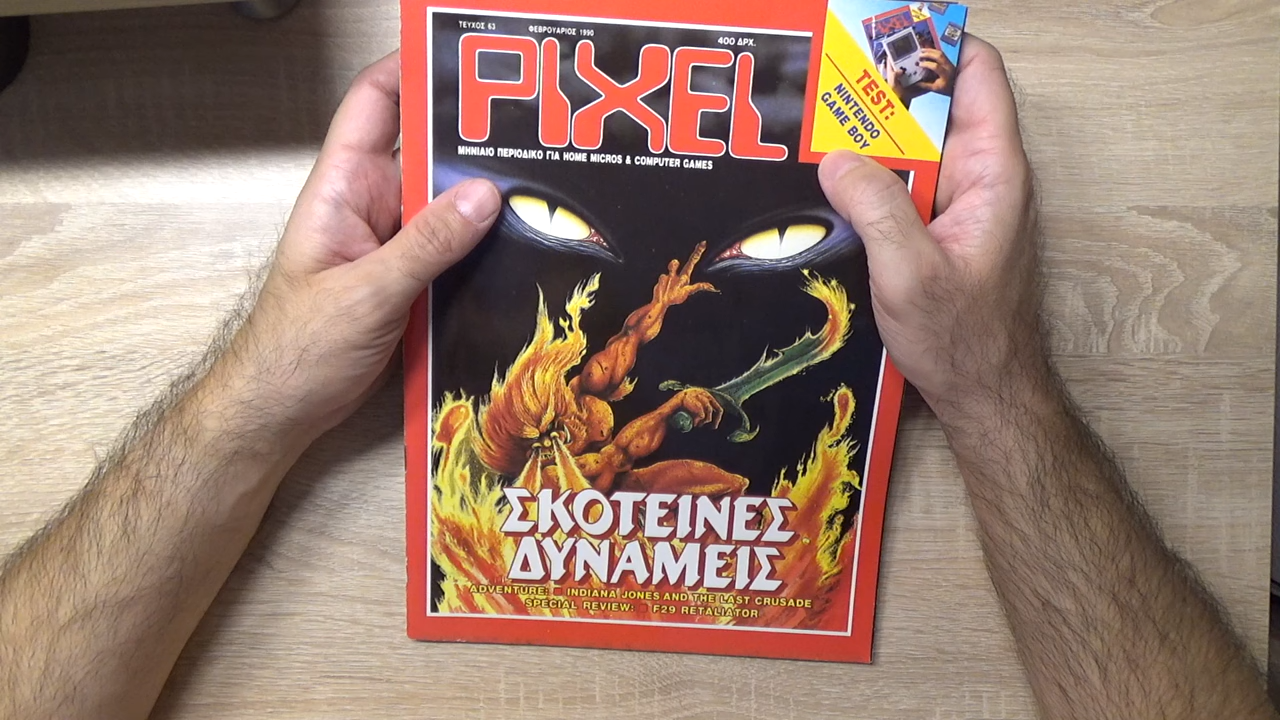 ΤΕΥΧΟΣ 63
ΦΕΒΡΟΥΑΡΙΟΣ 1990
400 ΔΡΧ.
PIXEL
ΜΗΝΙΑΙΟ ΠΕΡΙΟΔΙΚΟ ΓΙΑ HOME MICROS & COMPUTER GAMES
TEST:
NINTENDO
GAME BOY
ΣΚΟΤΕΙΝΕΣ
ΔΥΝΑΜΕΙΣ
ADVENTURE: INDIANA JONES AND THE LAST CRUSADE
SPECIAL REVIEW: F29 RETALIATOR